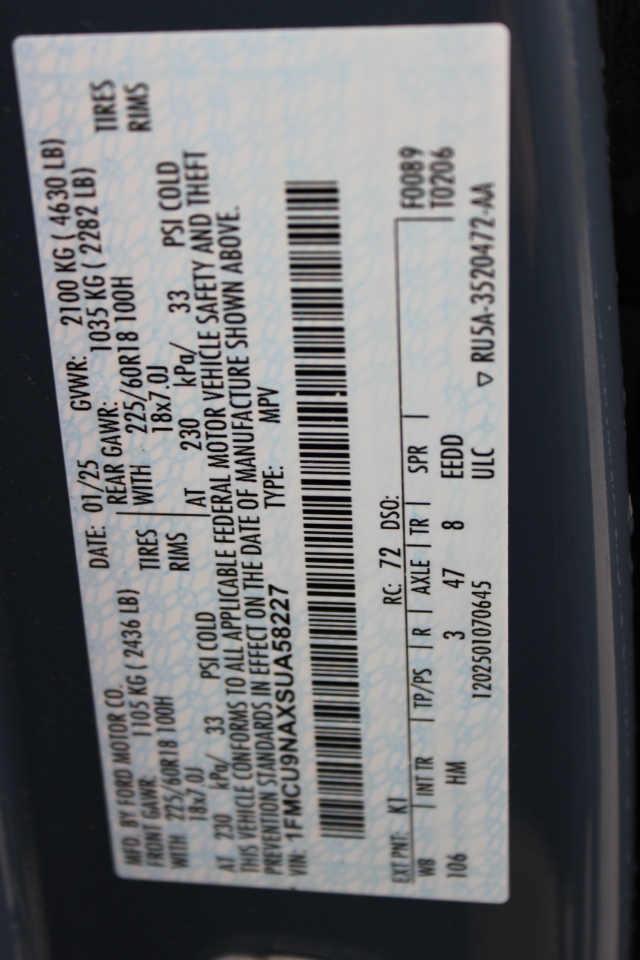 MFD BY FORD MOTOR CO.
DATE: 01/25 GVWR: 2100 KG ( 4630 LB)
FRONT GAWR: 1105 KG ( 2436 LB) REAR GAWR: 1035 KG ( 2282 LB)
WITH 225/60R18 100H TIRES WITH 225/60R18 100H TIRES
18x7.0J RIMS 18x7.0J RIMS
AT 230 kPa/ 33 PSI COLD AT 230 kPa/ 33 PSI COLD
THIS VEHICLE CONFORMS TO ALL APPLICABLE FEDERAL MOTOR VEHICLE SAFETY AND THEFT
PREVENTION STANDARDS IN EFFECT ON THE DATE OF MANUFACTURE SHOWN ABOVE.
VIN: 1FMCU9NAXSUA58227 TYPE: MPV
F0089
EXT PNT: K1 RC: 72 DSO: T0206
WB INT TR TP/PS R AXLE TR SPR
106 HM 3 47 8 EEDD
1202501070645 ULC ▽ RU5A-3520472-AA